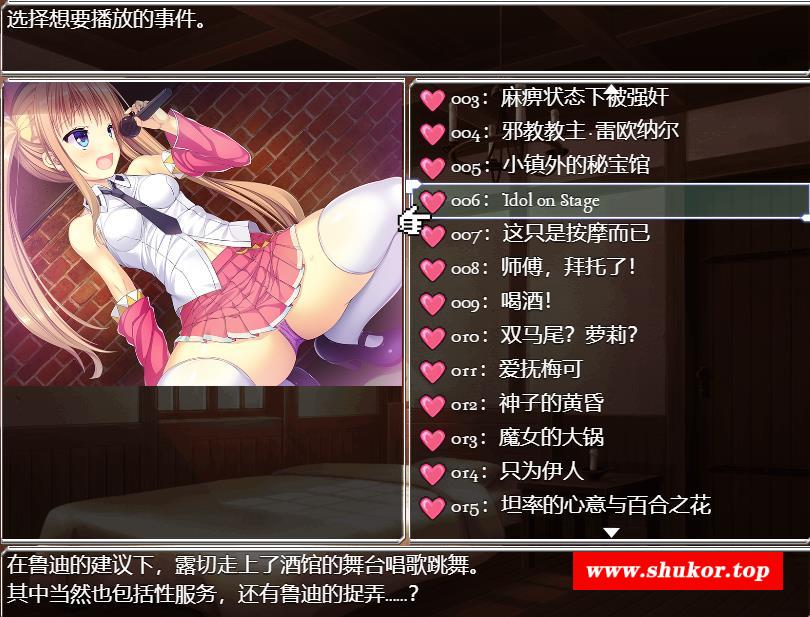 选择想要播放的事件。
003：麻痹状态下被强奸
004：邪教教主·雷欧纳尔
005：小镇外的秘宝馆
006：Idol on Stage
007：这只是按摩而已
008：师傅，拜托了！
009：喝酒！
010：双马尾？萝莉？
011：爱抚梅可
012：神子的黄昏
013：魔女的大锅
014：只为伊人
015：坦率的心意与百合之花
在鲁迪的建议下，露切走上了酒馆的舞台唱歌跳舞。
其中当然也包括性服务，还有鲁迪的捉弄……？
www.shukor.top